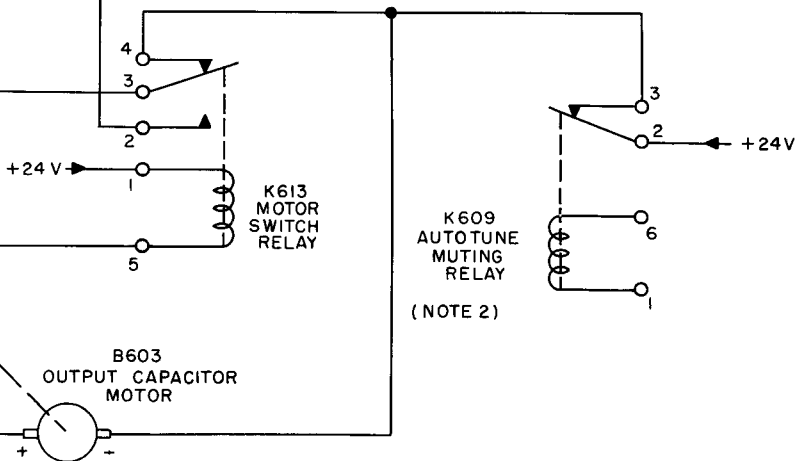 4
3
2
+24V
1
5
K613
MOTOR
SWITCH
RELAY
3
2
+24V
6
1
K609
AUTOTUNE
MUTING
RELAY
(NOTE 2)
B603
OUTPUT CAPACITOR
MOTOR
+
-